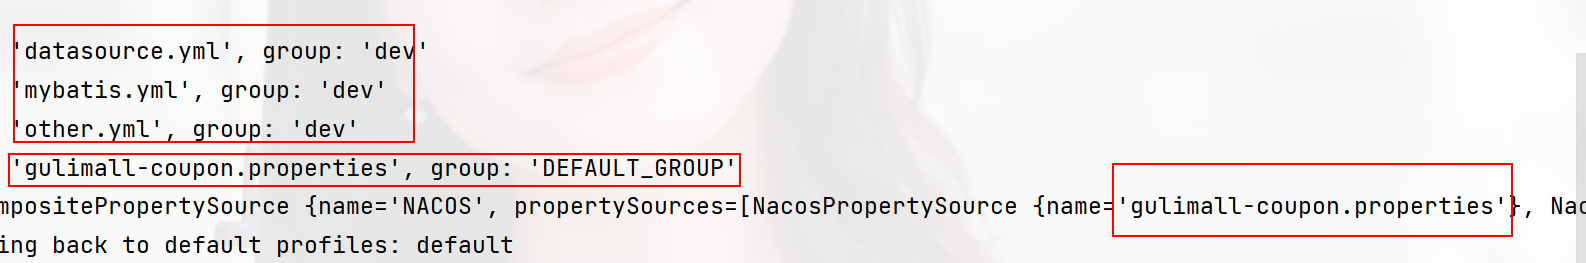 'datasource.yml', group: 'dev'
'mybatis.yml', group: 'dev'
'other.yml', group: 'dev'
'gulimall-coupon.properties', group: 'DEFAULT_GROUP'
mpositePropertySource {name='NACOS', propertySources=[NacosPropertySource {name='gulimall-coupon.properties'}, Nac
ing back to default profiles: default